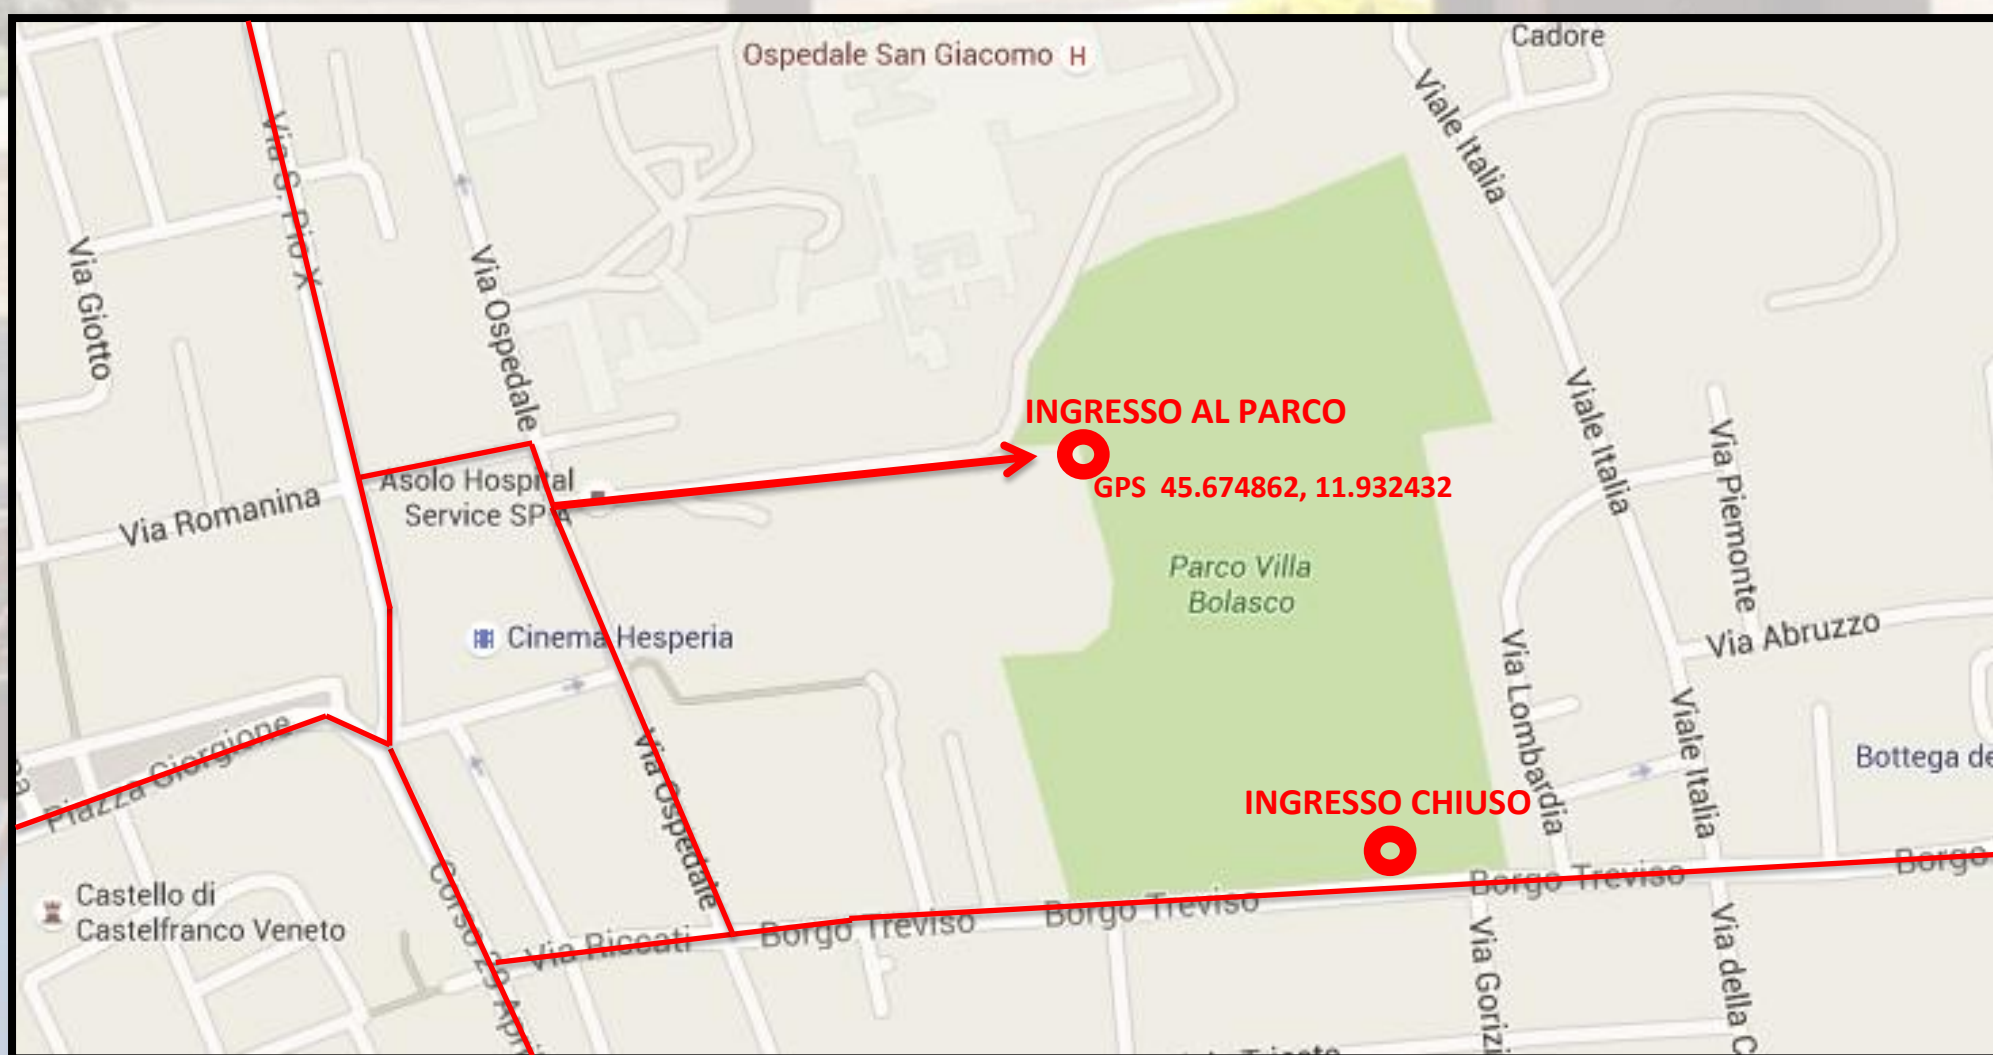 Ospedale San Giacomo H
Cadore
Viale Italia
Via S. Pio X
Via Giotto
Via Ospedale
Viale Italia
INGRESSO AL PARCO
GPS 45.674862, 11.932432
Via Piemonte
Asolo Hospital
Service SPA
Via Romanina
Parco Villa
Bolasco
Cinema Hesperia
Via Abruzzo
Via Lombardia
Viale Italia
Piazza Giorgione
Via Ospedale
Bottega de
INGRESSO CHIUSO
Castello di
Castelfranco Veneto
Corso 29 Apri
Via Riccati
Borgo Treviso
Borgo Treviso
Borgo Treviso
Borgo
Via Gorizi
Via della C